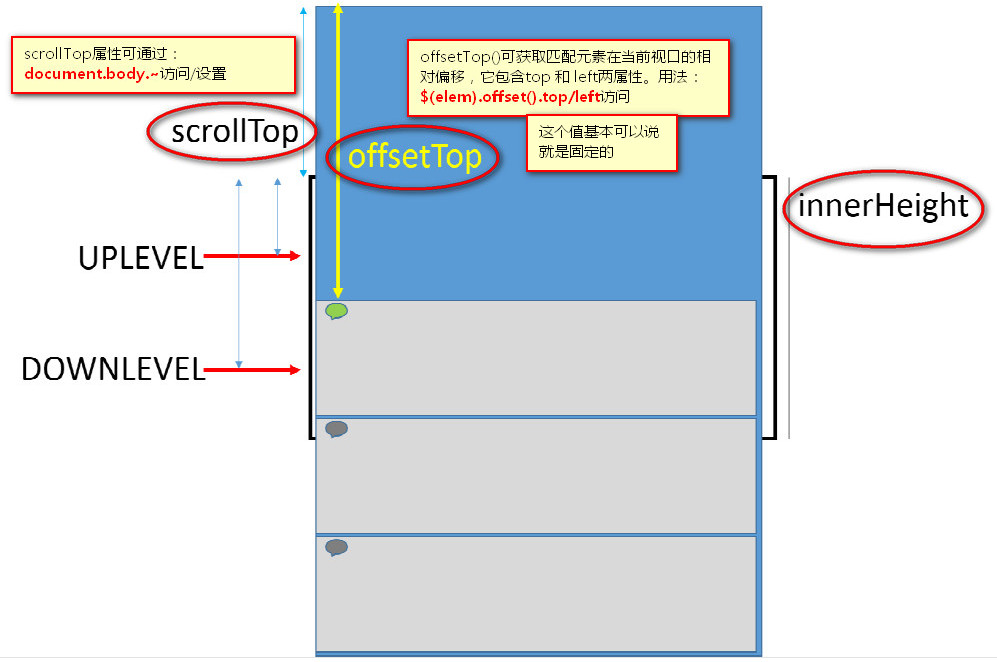 scrollTop属性可通过：
document.body.~访问/设置
offsetTop()可获取匹配元素在当前视口的相
对偏移，它包含top 和 left两属性。用法：
$(elem).offset().top/left访问
这个值基本可以说
就是固定的
scrollTop
offsetTop
innerHeight
UPLEVEL
DOWNLEVEL